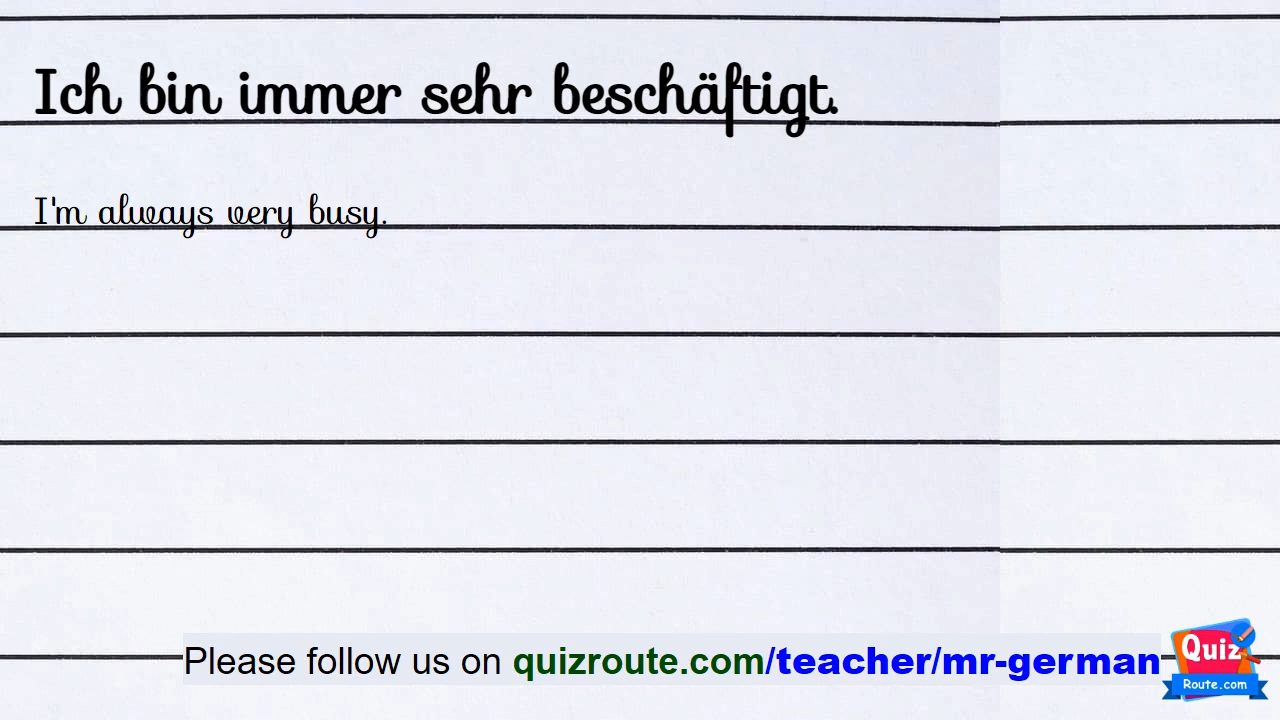 Ich bin immer sehr beschäftigt.
I'm always very busy.
Please follow us on quizroute.com/teacher/mr-german
Quiz
Route.com